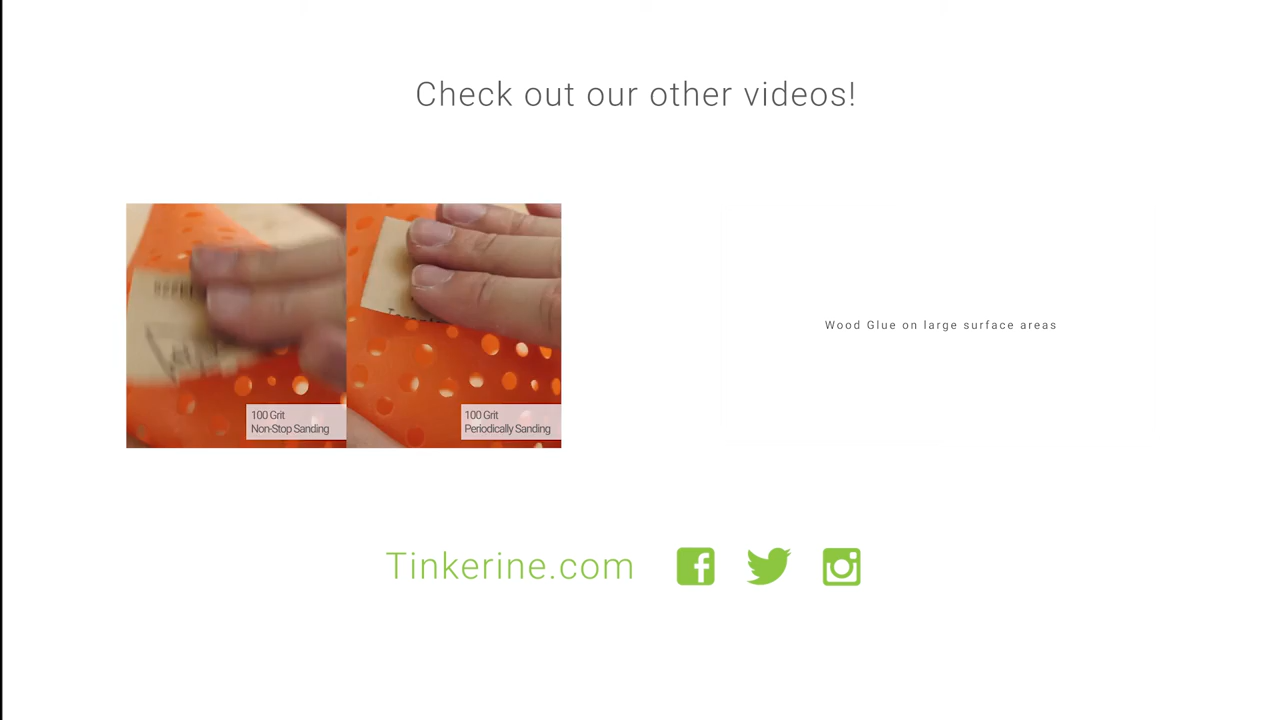 Check out our other videos!
100 Grit
Non-Stop Sanding
100 Grit
Periodically Sanding
Wood Glue on large surface areas
Tinkerine.com